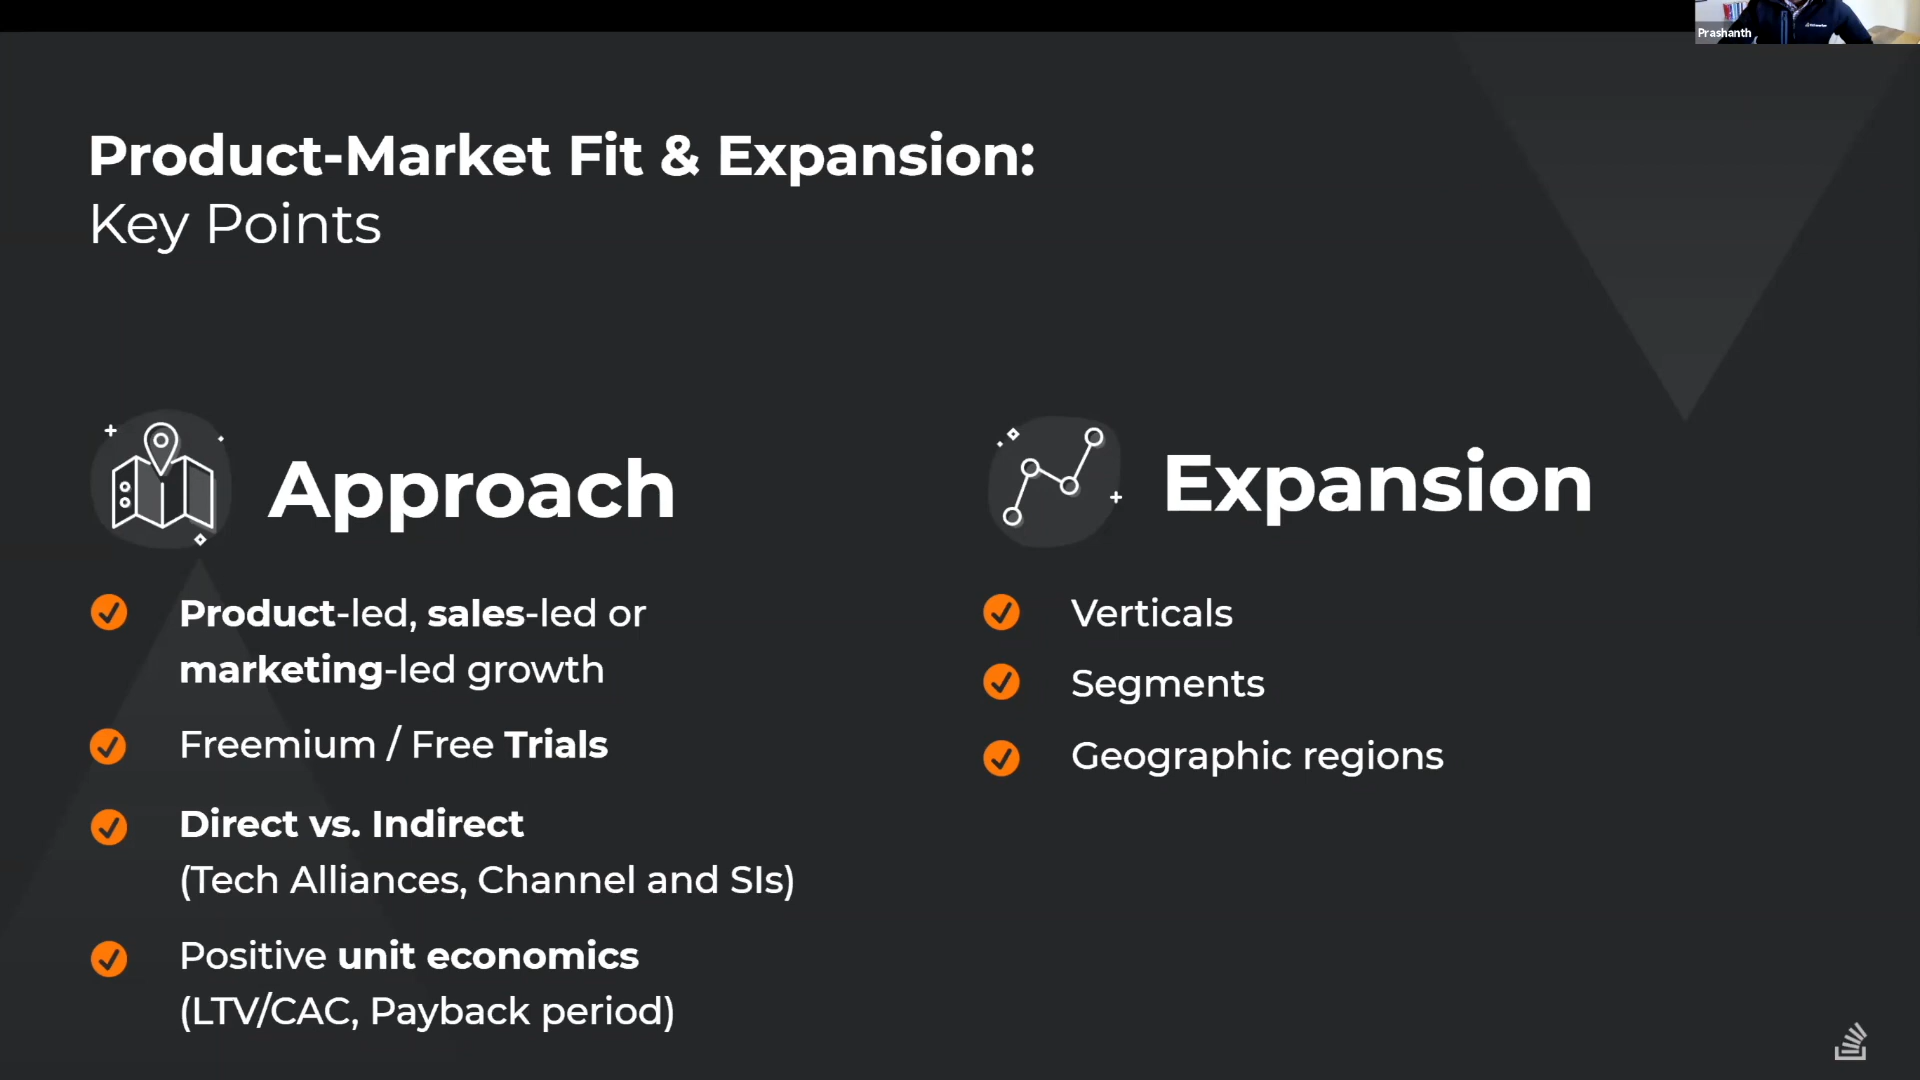 Prashanth
Product-Market Fit & Expansion:
Key Points
Approach
Product-led, sales-led or
marketing-led growth
Freemium / Free Trials
Direct vs. Indirect
(Tech Alliances, Channel and SIs)
Positive unit economics
(LTV/CAC, Payback period)
Expansion
Verticals
Segments
Geographic regions